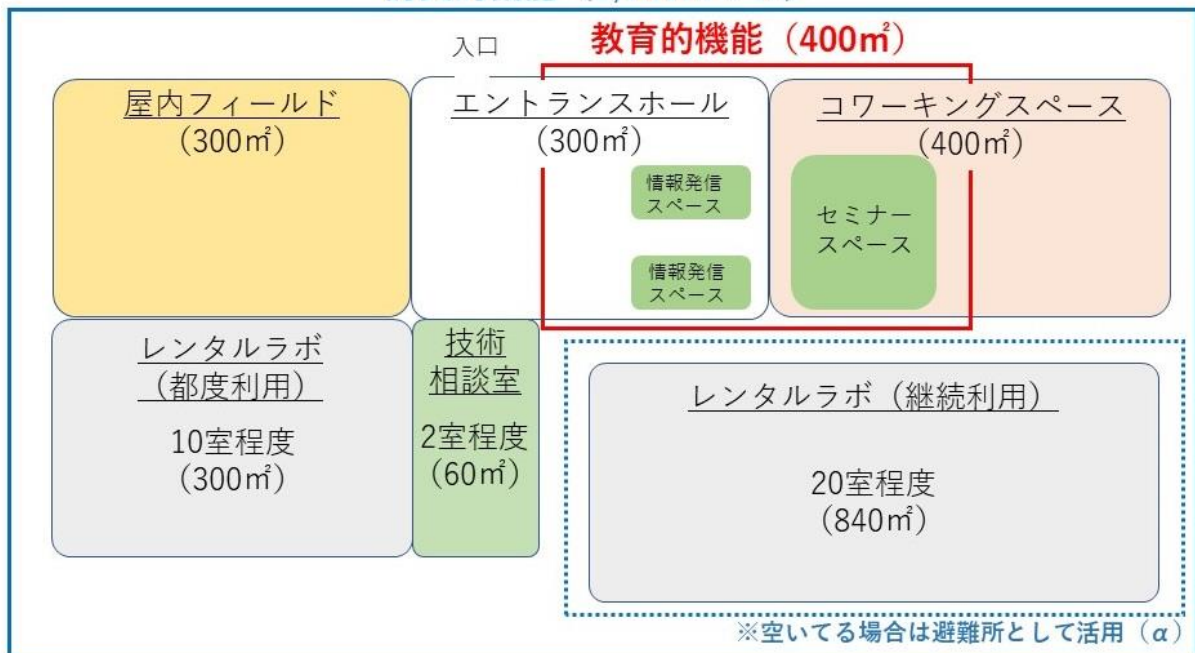 入口
教育的機能（400㎡）
屋内フィールド
（300㎡）
エントランスホール
（300㎡）
情報発信
スペース
情報発信
スペース
コワーキングスペース
（400㎡）
セミナー
スペース
レンタルラボ
（都度利用）
10室程度
（300㎡）
技術
相談室
2室程度
（60㎡）
レンタルラボ（継続利用）
20室程度
（840㎡）
※空いてる場合は避難所として活用（α）